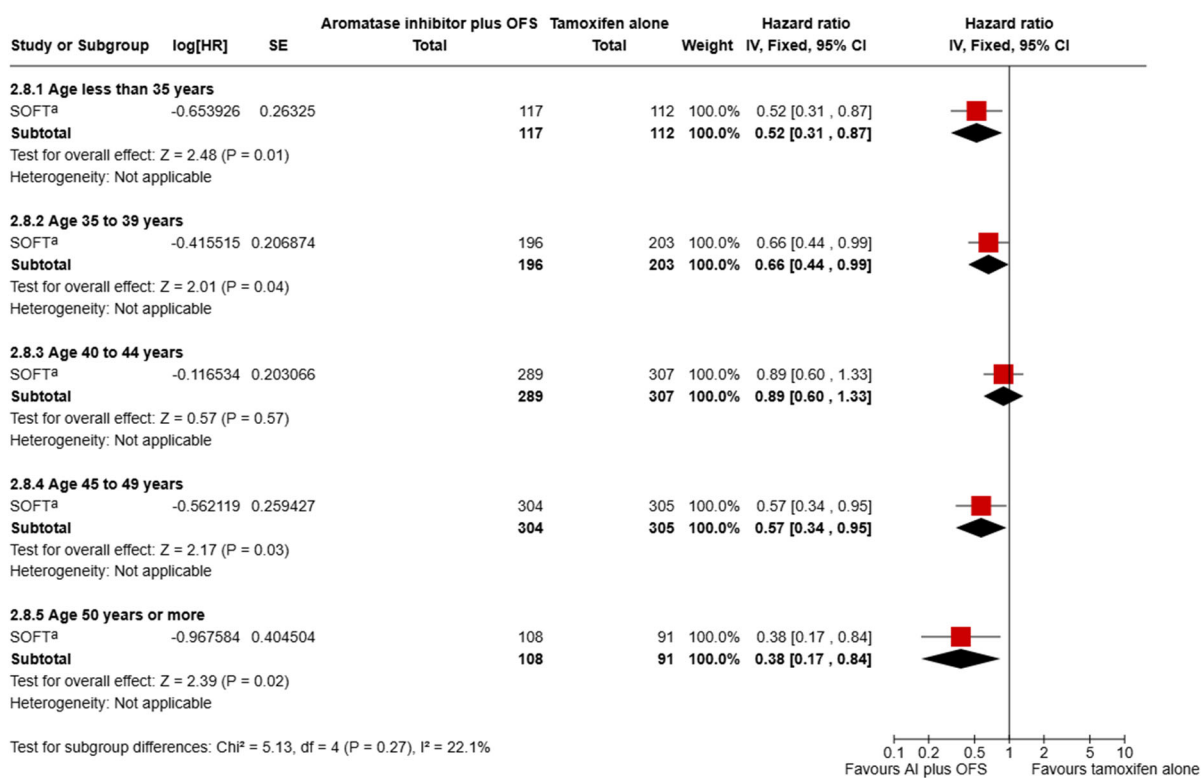 Aromatase inhibitor plus OFS Tamoxifen alone Hazard ratio Hazard ratio
Study or Subgroup log[HR] SE Total Total Weight IV, Fixed, 95% CI IV, Fixed, 95% CI
2.8.1 Age less than 35 years
SOFTª -0.653926 0.26325 117 112 100.0% 0.52 [0.31 , 0.87]
Subtotal 117 112 100.0% 0.52 [0.31 , 0.87]
Test for overall effect: Z = 2.48 (P = 0.01)
Heterogeneity: Not applicable
2.8.2 Age 35 to 39 years
SOFTª -0.415515 0.206874 196 203 100.0% 0.66 [0.44 , 0.99]
Subtotal 196 203 100.0% 0.66 [0.44 , 0.99]
Test for overall effect: Z = 2.01 (P = 0.04)
Heterogeneity: Not applicable
2.8.3 Age 40 to 44 years
SOFTª -0.116534 0.203066 289 307 100.0% 0.89 [0.60 , 1.33]
Subtotal 289 307 100.0% 0.89 [0.60 , 1.33]
Test for overall effect: Z = 0.57 (P = 0.57)
Heterogeneity: Not applicable
2.8.4 Age 45 to 49 years
SOFTª -0.562119 0.259427 304 305 100.0% 0.57 [0.34 , 0.95]
Subtotal 304 305 100.0% 0.57 [0.34 , 0.95]
Test for overall effect: Z = 2.17 (P = 0.03)
Heterogeneity: Not applicable
2.8.5 Age 50 years or more
SOFTª -0.967584 0.404504 108 91 100.0% 0.38 [0.17 , 0.84]
Subtotal 108 91 100.0% 0.38 [0.17 , 0.84]
Test for overall effect: Z = 2.39 (P = 0.02)
Heterogeneity: Not applicable
Test for subgroup differences: Chi² = 5.13, df = 4 (P = 0.27), I² = 22.1%
0.1 0.2 0.5 1 2 5 10
Favours AI plus OFS Favours tamoxifen alone